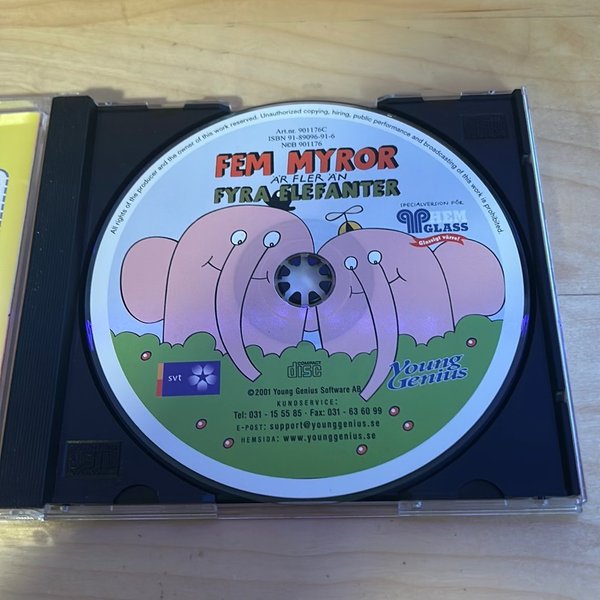 All rights of the producer and the owner of this work reserved. Unauthorized copying, hiring, public performance and broadcasting of this work is prohibited.
Art.nr. 901176C
ISBN 91-89096-91-6
NCB 901176
FEM MYROR
ÄR FLER ÄN
FYRA ELEFANTER
SPECIALVERSION FÖR
HEM
GLASS
Glassigt värre!
svt
COMPACT
disc
Young
Genius
©2001 Young Genius Software AB
KUNDSERVICE:
Tel: 031 - 15 55 85 · Fax: 031 - 63 60 99
E-POST: support@younggenius.se
HEMSIDA: www.younggenius.se